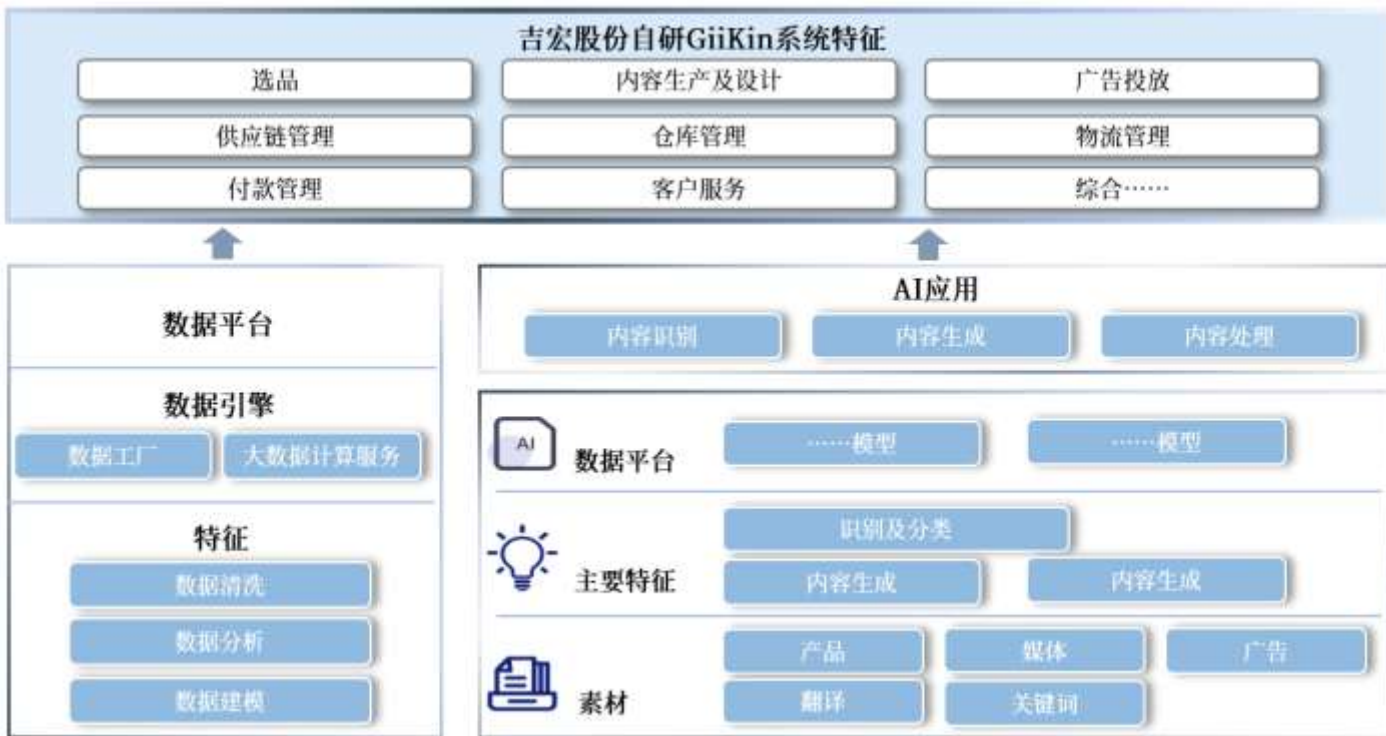 吉宏股份自研GiiKin系统特征
选品 内容生产及设计 广告投放
供应链管理 仓库管理 物流管理
付款管理 客户服务 综合……
数据平台
数据引擎
数据工厂 大数据计算服务
特征
数据清洗
数据分析
数据建模
AI应用
内容识别 内容生成 内容处理
AI
数据平台
……模型 ……模型
主要特征
识别及分类
内容生成 内容生成
素材
产品 媒体 广告
翻译 关键词